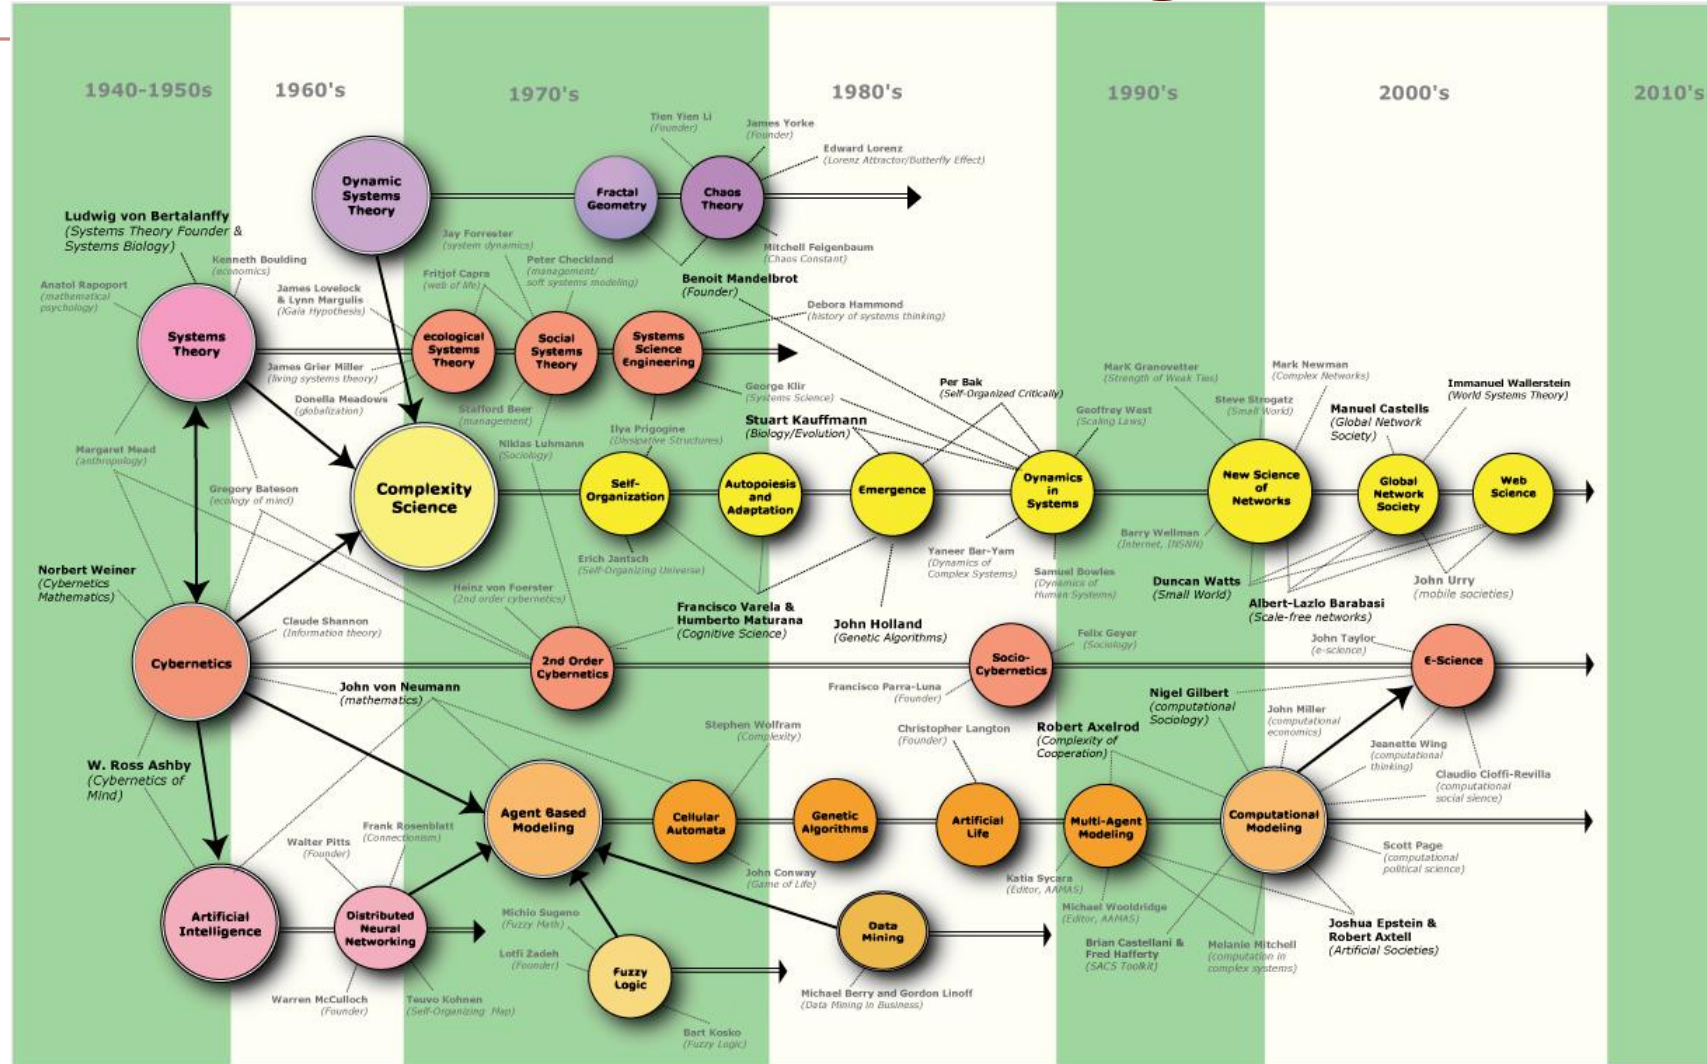 1940-1950s
1960's
1970's
1980's
1990's
2000's
2010's
Tien Yien Li
(Founder)
James Yorke
(Founder)
Edward Lorenz
(Lorenz Attractor/Butterfly Effect)
Dynamic
Systems
Theory
Fractal
Geometry
Chaos
Theory
Ludwig von Bertalanffy
(Systems Theory Founder &
Systems Biology)
Kenneth Boulding
(economics)
Anatol Rapoport
(mathematical
psychology)
James Lovelock
& Lynn Margulis
(IGaia Hypothesis)
Jay Forrester
(system dynamics)
Fritjof Capra
(web of life)
Peter Checkland
(management/
soft systems modeling)
Mitchell Feigenbaum
(Chaos Constant)
Benoit Mandelbrot
(Founder)
Debora Hammond
(history of systems thinking)
Systems
Theory
ecological
Systems
Theory
Social
Systems
Theory
Systems
Science
Engineering
James Grier Miller
(living systems theory)
Donella Meadows
(globalization)
Stafford Beer
(management)
Niklas Luhmann
(Sociology)
Ilya Prigogine
(Dissipative Structures)
George Klir
(Systems Science)
Stuart Kauffmann
(Biology/Evolution)
Per Bak
(Self-Organized Critically)
Geoffrey West
(Scaling Laws)
MarK Granovetter
(Strength of Weak Ties)
Mark Newman
(Complex Networks)
Steve Strogatz
(Small World)
Manuel Castells
(Global Network
Society)
Immanuel Wallerstein
(World Systems Theory)
Margaret Mead
(anthropology)
Gregory Bateson
(ecology of mind)
Complexity
Science
Self-
Organization
Autopoiesis
and
Adaptation
Emergence
Dynamics
in
Systems
New Science
of
Networks
Global
Network
Society
Web
Science
Erich Jantsch
(Self-Organizing Universe)
Yaneer Bar-Yam
(Dynamics of
Complex Systems)
Samuel Bowles
(Dynamics of
Human Systems)
Barry Wellman
(Internet, INSNN)
Duncan Watts
(Small World)
Albert-Lazlo Barabasi
(Scale-free networks)
John Urry
(mobile societies)
Norbert Weiner
(Cybernetics
Mathematics)
Claude Shannon
(Information theory)
Heinz von Foerster
(2nd order cybernetics)
Francisco Varela &
Humberto Maturana
(Cognitive Science)
John Holland
(Genetic Algorithms)
Felix Geyer
(Sociology)
John Taylor
(e-science)
Cybernetics
2nd Order
Cybernetics
Socio-
Cybernetics
E-Science
John von Neumann
(mathematics)
Francisco Parra-Luna
(Founder)
Nigel Gilbert
(computational
Sociology)
John Miller
(computational
economics)
Stephen Wolfram
(Complexity)
Christopher Langton
(Founder)
Robert Axelrod
(Complexity of
Cooperation)
Jeanette Wing
(computational
thinking)
Claudio Cioffi-Revilla
(computational
social sience)
W. Ross Ashby
(Cybernetics of
Mind)
Agent Based
Modeling
Cellular
Automata
Genetic
Algorithms
Artificial
Life
Multi-Agent
Modeling
Computational
Modeling
Frank Rosenblatt
(Connectionism)
Walter Pitts
(Founder)
John Conway
(Game of Life)
Katia Sycara
(Editor, AAMAS)
Michael Wooldridge
(Editor, AAMAS)
Scott Page
(computational
political science)
Artificial
Intelligence
Distributed
Neural
Networking
Michio Sugeno
(Fuzzy Math)
Lotfi Zadeh
(Founder)
Fuzzy
Logic
Data
Mining
Brian Castellani &
Fred Hafferty
(SACS Toolkit)
Melanie Mitchell
(computation in
complex systems)
Joshua Epstein &
Robert Axtell
(Artificial Societies)
Warren McCulloch
(Founder)
Teuvo Kohnen
(Self-Organizing Map)
Michael Berry and Gordon Linoff
(Data Mining in Business)
Bart Kosko
(Fuzzy Logic)